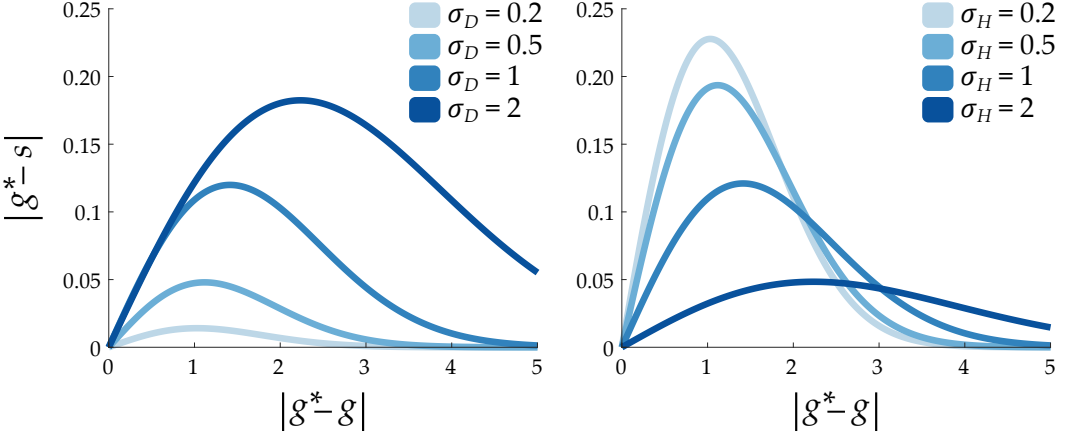 0.25
0.20
0.15
0.1
0.05
0
0 1 2 3 4 5
|g*− s|
|g*− g|
σD = 0.2
σD = 0.5
σD = 1
σD = 2
0.25
0.20
0.15
0.1
0.05
0
0 1 2 3 4 5
|g*− g|
σH = 0.2
σH = 0.5
σH = 1
σH = 2